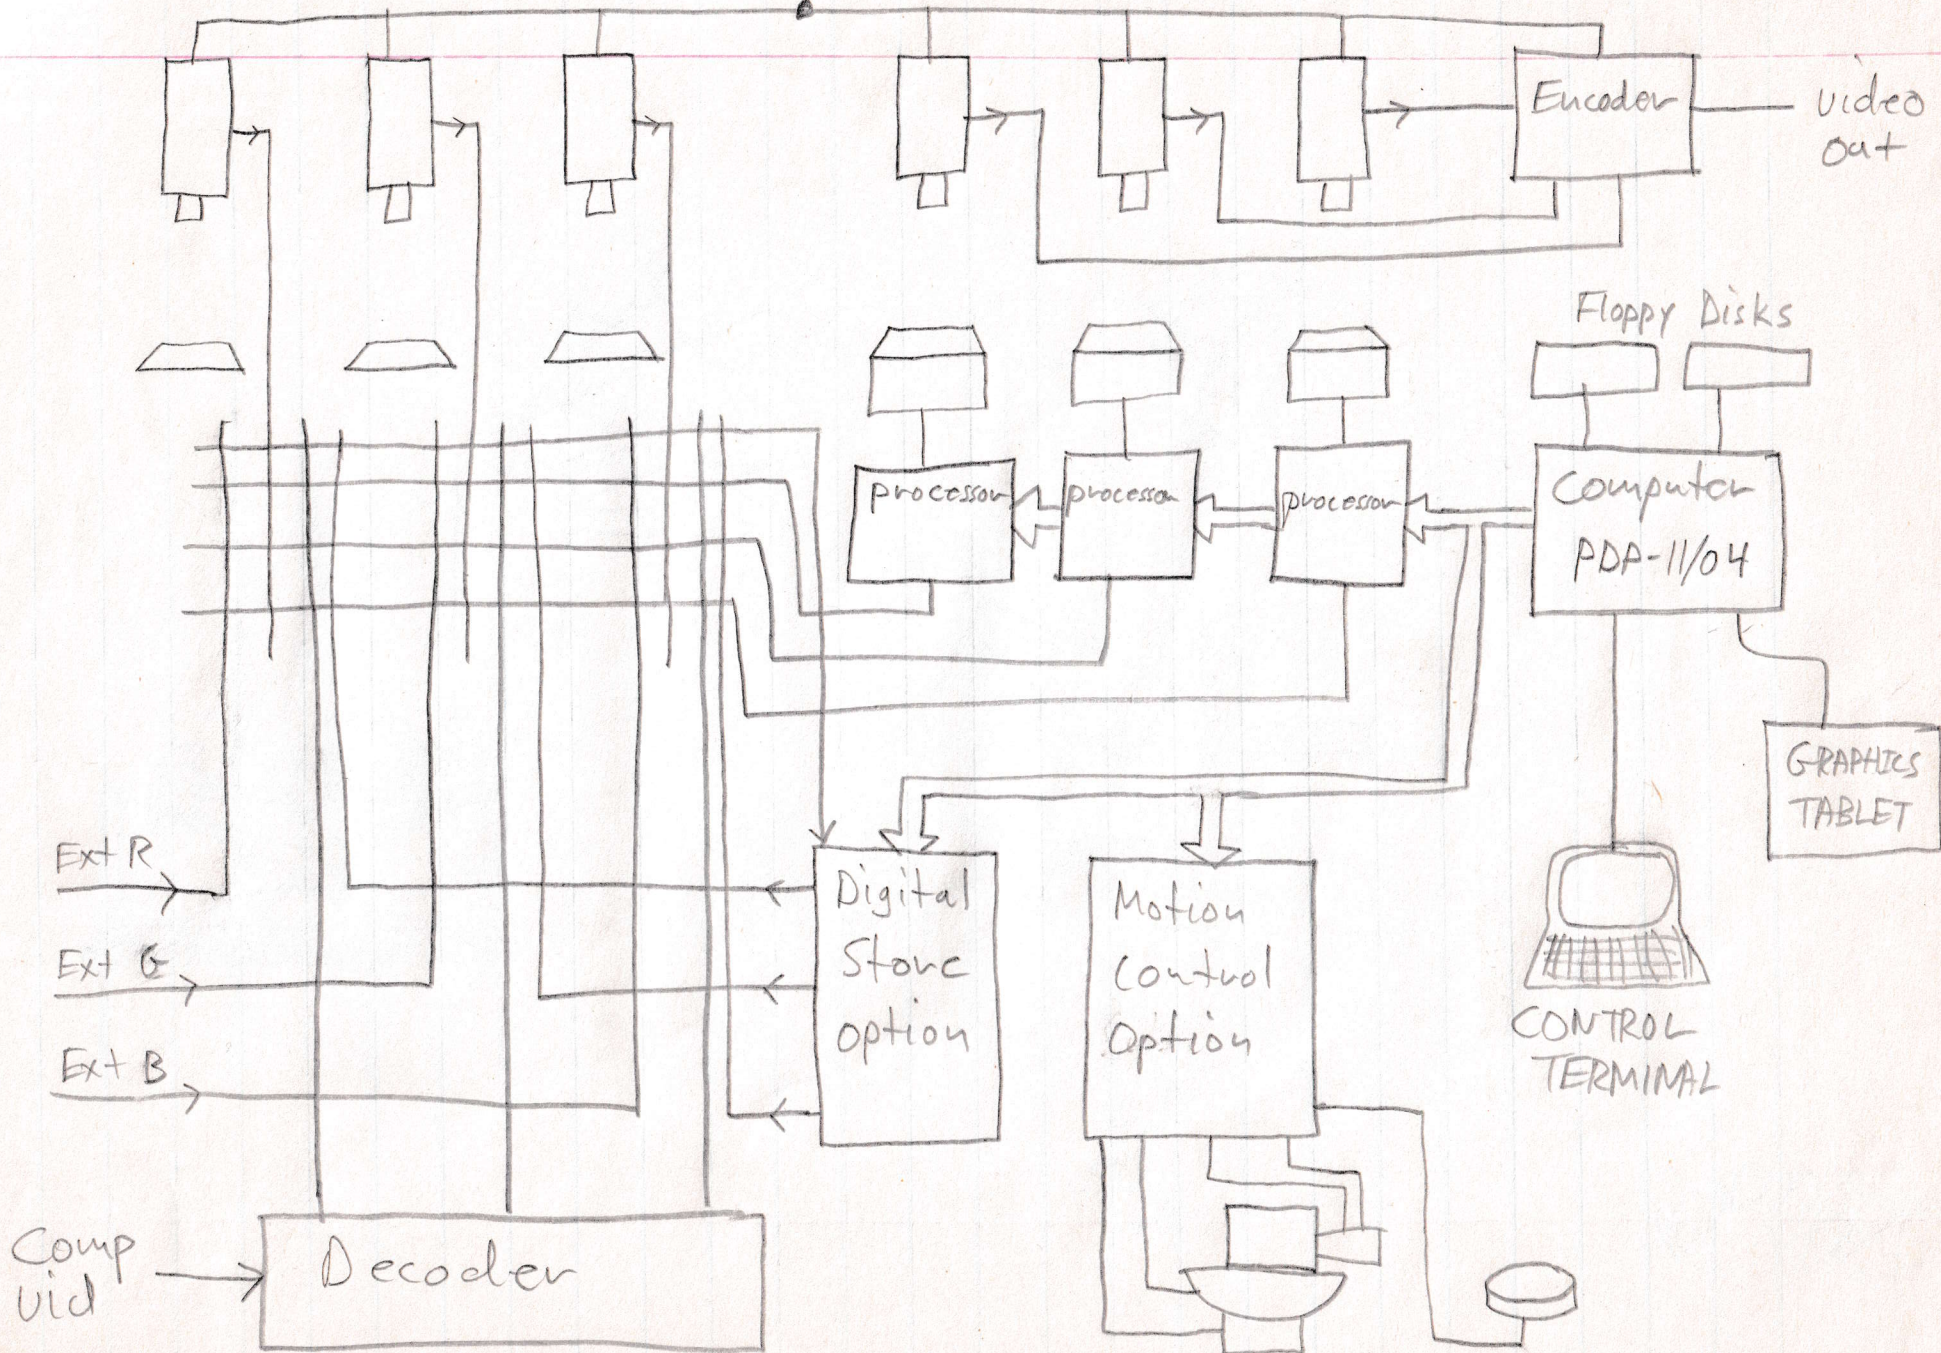 Encoder
Video
Out
Floppy Disks
processor
processor
processor
Computer
PDP-11/04
GRAPHICS
TABLET
Ext R
Ext G
Ext B
Digital
Store
Option
Motion
Control
Option
CONTROL
TERMINAL
Comp
Vid
Decoder